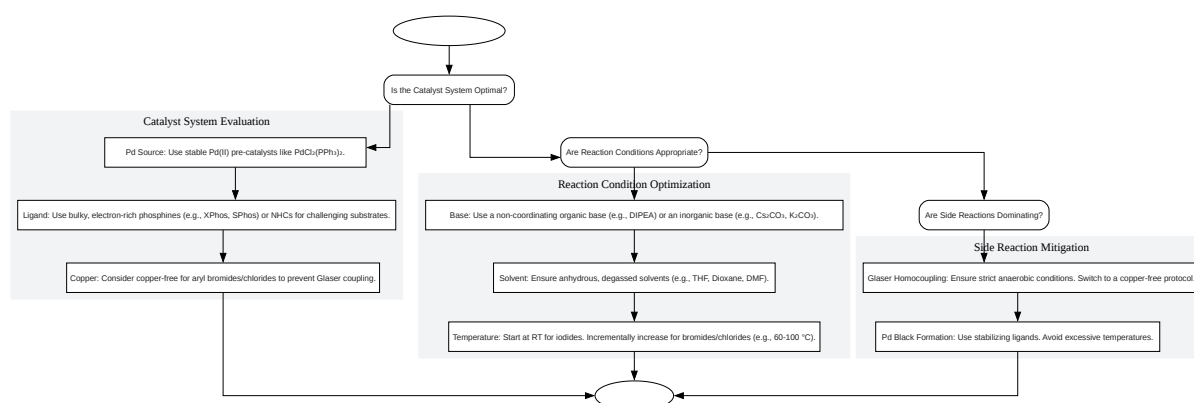 Is the Catalyst System Optimal?
Catalyst System Evaluation
Pd Source: Use stable Pd(II) pre-catalysts like PdCl₂(PPh₃)₂.
Ligand: Use bulky, electron-rich phosphines (e.g., XPhos, SPhos) or NHCs for challenging substrates.
Copper: Consider copper-free for aryl bromides/chlorides to prevent Glaser coupling.
Are Reaction Conditions Appropriate?
Reaction Condition Optimization
Base: Use a non-coordinating organic base (e.g., DIPEA) or an inorganic base (e.g., Cs₂CO₃, K₂CO₃).
Solvent: Ensure anhydrous, degassed solvents (e.g., THF, Dioxane, DMF).
Temperature: Start at RT for iodides. Incrementally increase for bromides/chlorides (e.g., 60-100 °C).
Are Side Reactions Dominating?
Side Reaction Mitigation
Glaser Homocoupling: Ensure strict anaerobic conditions. Switch to a copper-free protocol.
Pd Black Formation: Use stabilizing ligands. Avoid excessive temperatures.